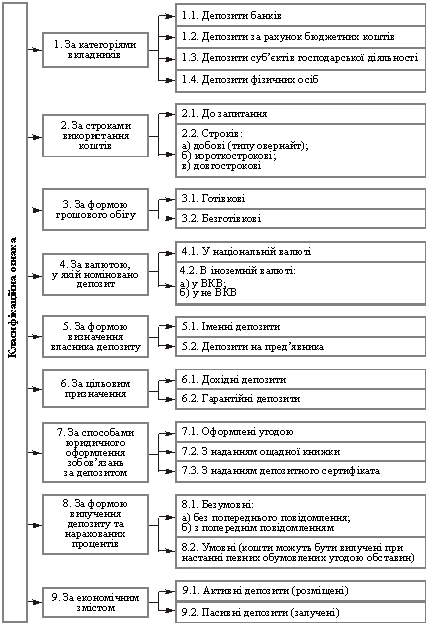 Класифікаційна ознака
1. За категоріями
вкладників
1.1. Депозити банків
1.2. Депозити за рахунок бюджетних коштів
1.3. Депозити суб’єктів господарської діяльності
1.4. Депозити фізичних осіб
2. За строками
використання
коштів
2.1. До запитання
2.2. Строків:
а) добові (типу овернайт);
б) короткострокові;
в) довгострокові
3. За формою
грошового обігу
3.1. Готівкові
3.2. Безготівкові
4. За валютою,
у якій номіновано
депозит
4.1. У національній валюті
4.2. В іноземній валюті:
а) у ВКВ;
б) у не ВКВ
5. За формою
визначення
власника депозиту
5.1. Іменні депозити
5.2. Депозити на пред’явника
6. За цільовим
призначення
6.1. Дохідні депозити
6.2. Гарантійні депозити
7. За способами
юридичного
оформлення
зобов’язань
за депозитом
7.1. Оформлені угодою
7.2. З наданням ощадної книжки
7.3. З наданням депозитного сертифіката
8. За формою
вилучення
депозиту та
нарахованих
процентів
8.1. Безумовні:
а) без попереднього повідомлення;
б) з попереднім повідомленням
8.2. Умовні (кошти можуть бути вилучені при
настанні певних обумовлених угодою обставин)
9. За економічним
змістом
9.1. Активні депозити (розміщені)
9.2. Пасивні депозити (залучені)